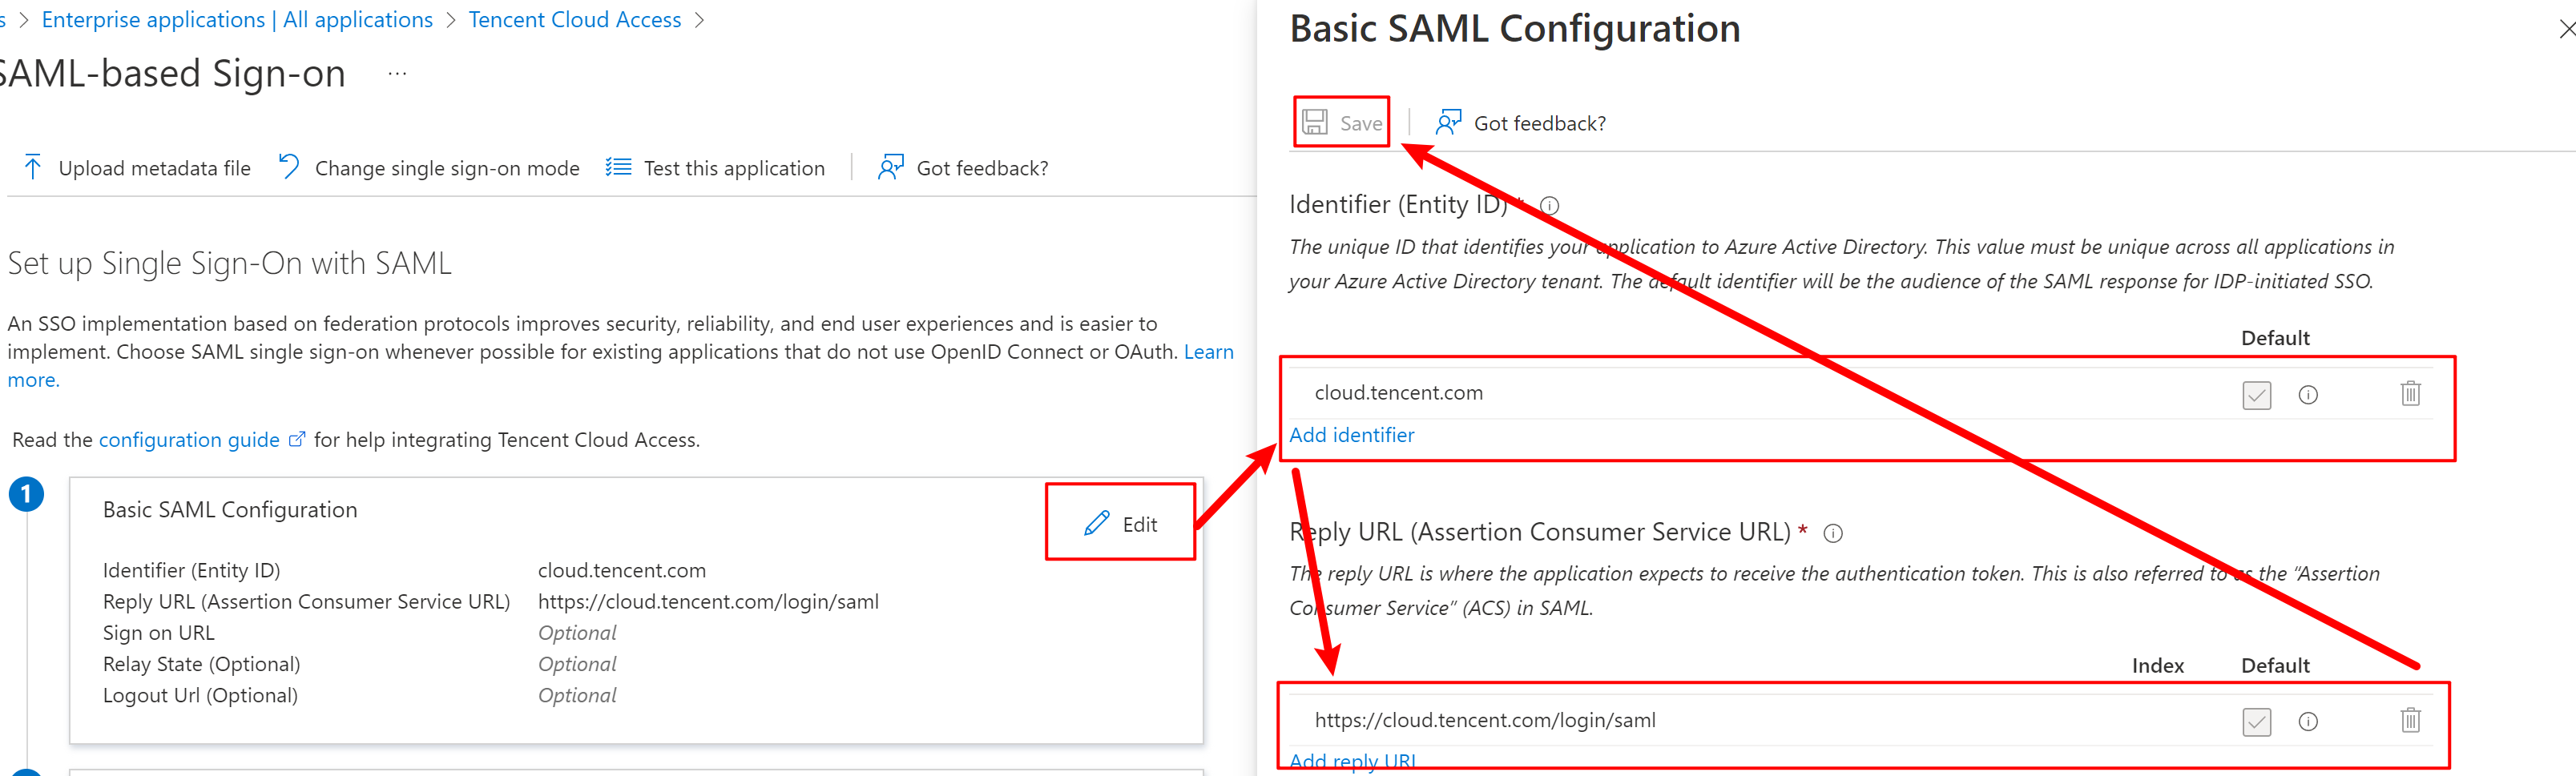 Enterprise applications | All applications > Tencent Cloud Access >
SAML-based Sign-on ...
Upload metadata file Change single sign-on mode Test this application Got feedback?
Set up Single Sign-On with SAML
An SSO implementation based on federation protocols improves security, reliability, and end user experiences and is easier to
implement. Choose SAML single sign-on whenever possible for existing applications that do not use OpenID Connect or OAuth. Learn
more.
Read the configuration guide for help integrating Tencent Cloud Access.
1
Basic SAML Configuration
Edit
Identifier (Entity ID) cloud.tencent.com
Reply URL (Assertion Consumer Service URL) https://cloud.tencent.com/login/saml
Sign on URL Optional
Relay State (Optional) Optional
Logout Url (Optional) Optional
Basic SAML Configuration
Save Got feedback?
Identifier (Entity ID) *
The unique ID that identifies your application to Azure Active Directory. This value must be unique across all applications in
your Azure Active Directory tenant. The default identifier will be the audience of the SAML response for IDP-initiated SSO.
Default
cloud.tencent.com
Add identifier
Reply URL (Assertion Consumer Service URL) *
The reply URL is where the application expects to receive the authentication token. This is also referred to as the “Assertion
Consumer Service” (ACS) in SAML.
Index Default
https://cloud.tencent.com/login/saml
Add reply URL